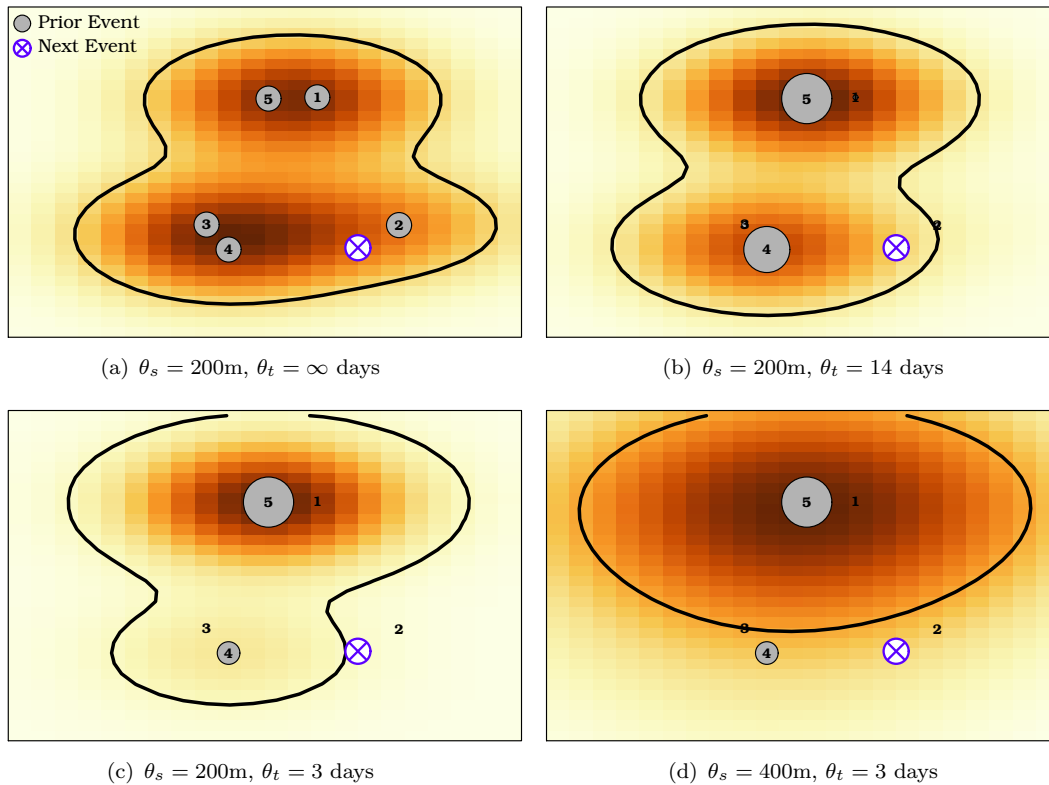 Prior Event
Next Event
5 1
3
2
4
(a) θₛ = 200m, θₜ = ∞ days
5
3
2
4
(b) θₛ = 200m, θₜ = 14 days
5 1
3
2
4
(c) θₛ = 200m, θₜ = 3 days
5 1
3
2
4
(d) θₛ = 400m, θₜ = 3 days